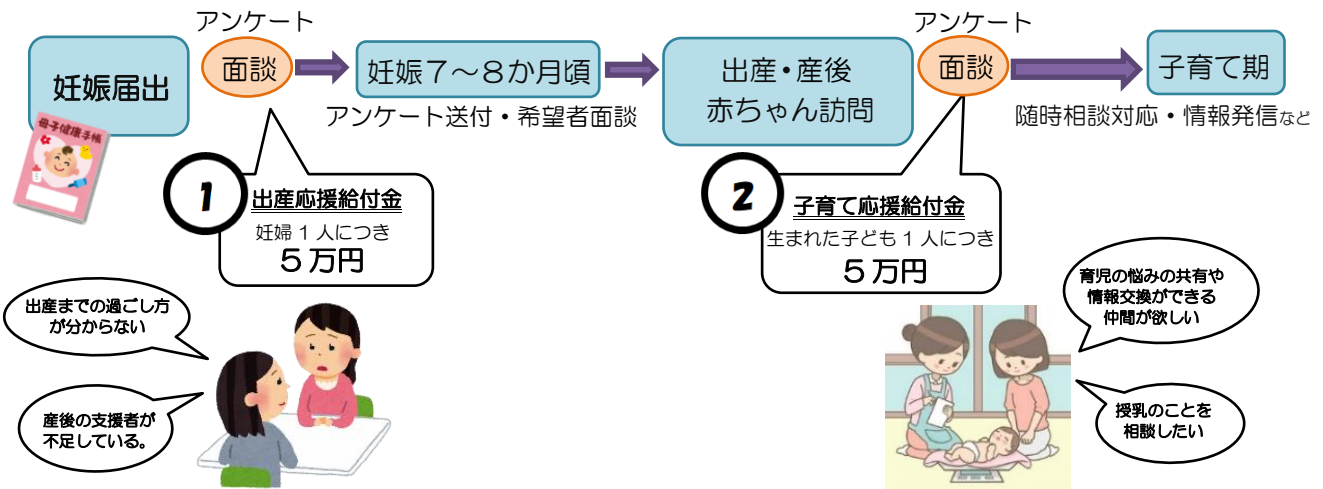 アンケート
アンケート
妊娠届出
面談
妊娠7～8か月頃
出産・産後
赤ちゃん訪問
面談
子育て期
アンケート送付・希望者面談
随時相談対応・情報発信など
母子健康手帳
1
出産応援給付金
妊婦1人につき
5万円
2
子育て応援給付金
生まれた子ども1人につき
5万円
出産までの過ごし方
が分からない
産後の支援者が
不足している。
育児の悩みの共有や
情報交換ができる
仲間が欲しい
授乳のことを
相談したい